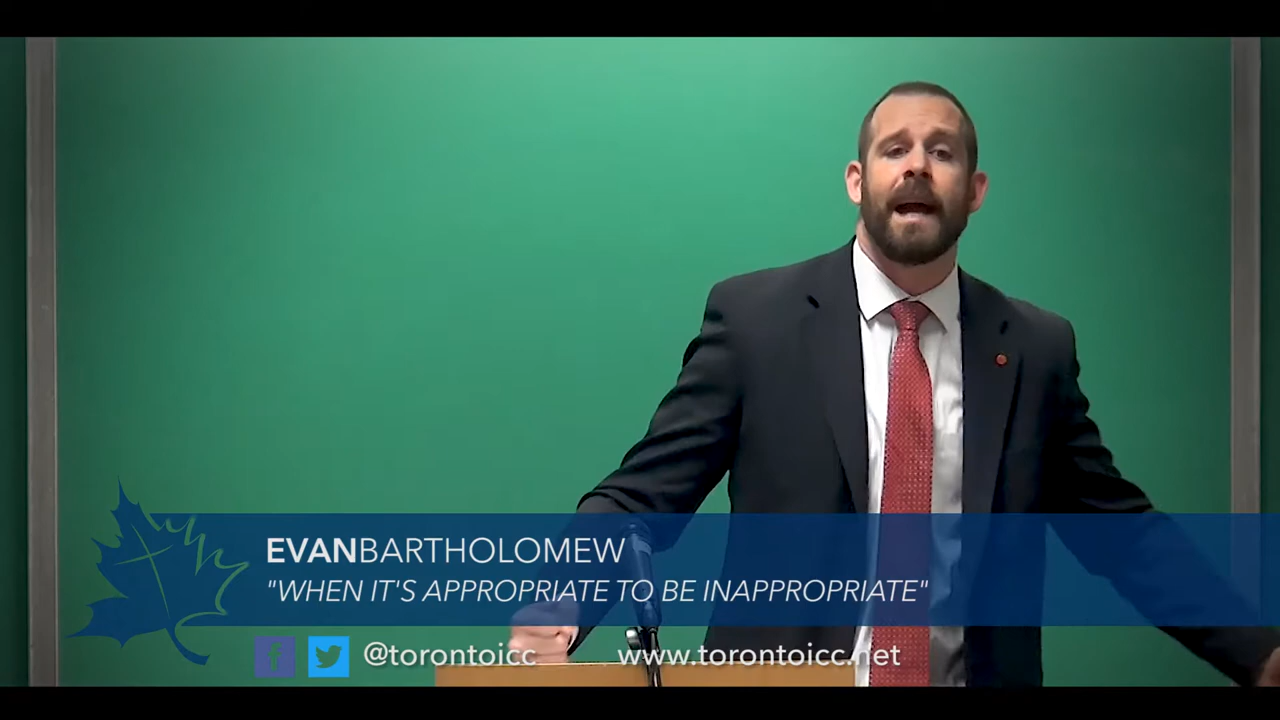 EVANBARTHOLOMEW
"WHEN IT'S APPROPRIATE TO BE INAPPROPRIATE"
@torontoicc www.torontoicc.net